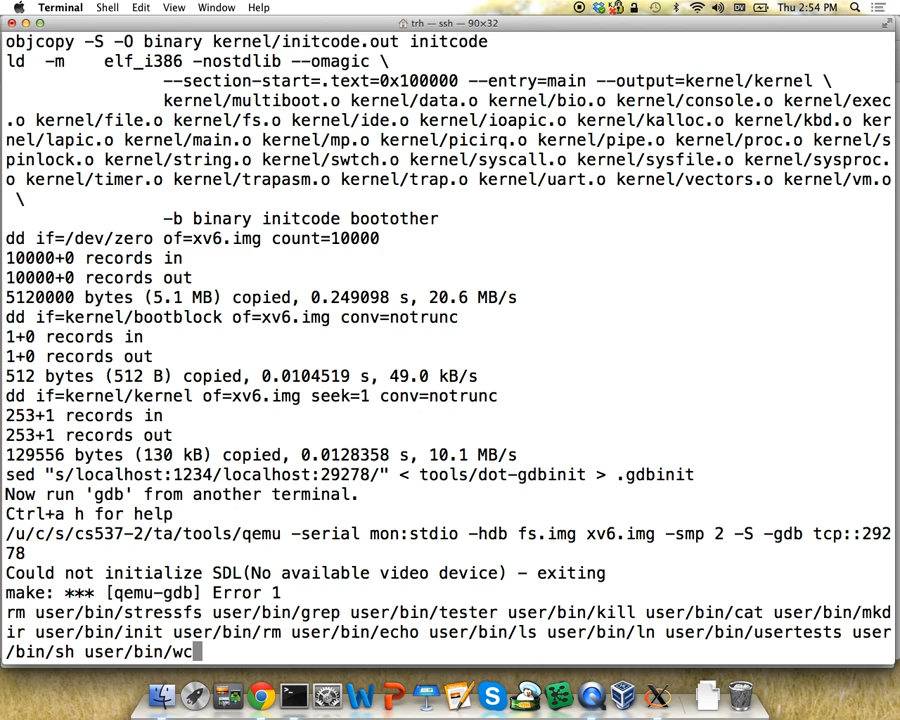 Terminal Shell Edit View Window Help Thu 2:54 PM
trh — ssh — 90×32
objcopy -S -O binary kernel/initcode.out initcode
ld -m elf_i386 -nostdlib --omagic \
--section-start=.text=0x100000 --entry=main --output=kernel/kernel \
kernel/multiboot.o kernel/data.o kernel/bio.o kernel/console.o kernel/exec
.o kernel/file.o kernel/fs.o kernel/ide.o kernel/ioapic.o kernel/kalloc.o kernel/kbd.o ker
nel/lapic.o kernel/main.o kernel/mp.o kernel/picirq.o kernel/pipe.o kernel/proc.o kernel/s
pinlock.o kernel/string.o kernel/swtch.o kernel/syscall.o kernel/sysfile.o kernel/sysproc.
o kernel/timer.o kernel/trapasm.o kernel/trap.o kernel/uart.o kernel/vectors.o kernel/vm.o
\
-b binary initcode bootother
dd if=/dev/zero of=xv6.img count=10000
10000+0 records in
10000+0 records out
5120000 bytes (5.1 MB) copied, 0.249098 s, 20.6 MB/s
dd if=kernel/bootblock of=xv6.img conv=notrunc
1+0 records in
1+0 records out
512 bytes (512 B) copied, 0.0104519 s, 49.0 kB/s
dd if=kernel/kernel of=xv6.img seek=1 conv=notrunc
253+1 records in
253+1 records out
129556 bytes (130 kB) copied, 0.0128358 s, 10.1 MB/s
sed "s/localhost:1234/localhost:29278/" < tools/dot-gdbinit > .gdbinit
Now run 'gdb' from another terminal.
Ctrl+a h for help
/u/c/s/cs537-2/ta/tools/qemu -serial mon:stdio -hdb fs.img xv6.img -smp 2 -S -gdb tcp::292
78
Could not initialize SDL(No available video device) - exiting
make: *** [qemu-gdb] Error 1
rm user/bin/stressfs user/bin/grep user/bin/tester user/bin/kill user/bin/cat user/bin/mkd
ir user/bin/init user/bin/rm user/bin/echo user/bin/ls user/bin/ln user/bin/usertests user
/bin/sh user/bin/wc